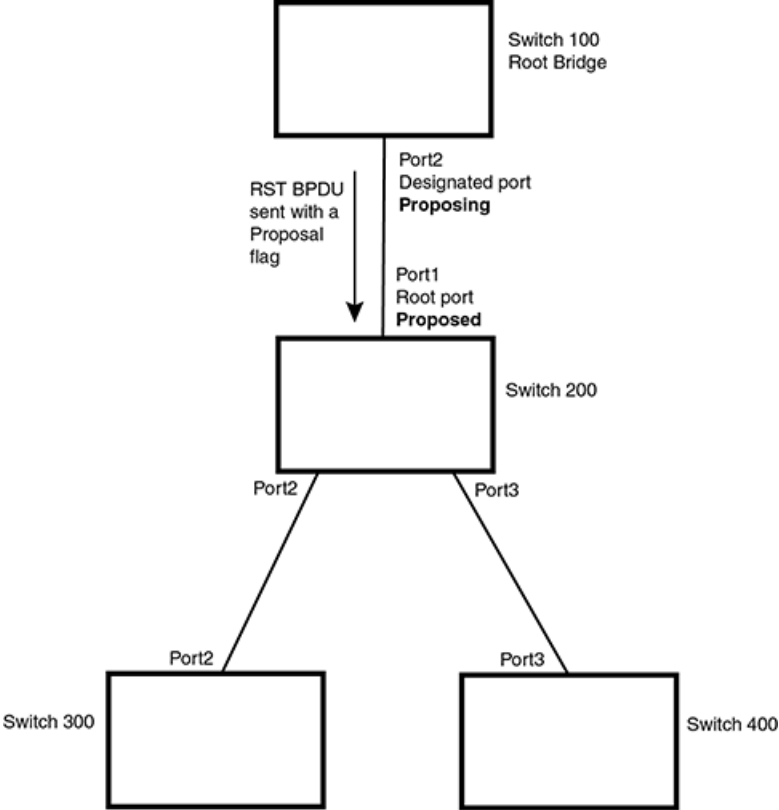 Switch 100
Root Bridge
Port2
Designated port
Proposing
RST BPDU
sent with a
Proposal
flag
Port1
Root port
Proposed
Switch 200
Port2
Port3
Port2
Port3
Switch 300
Switch 400